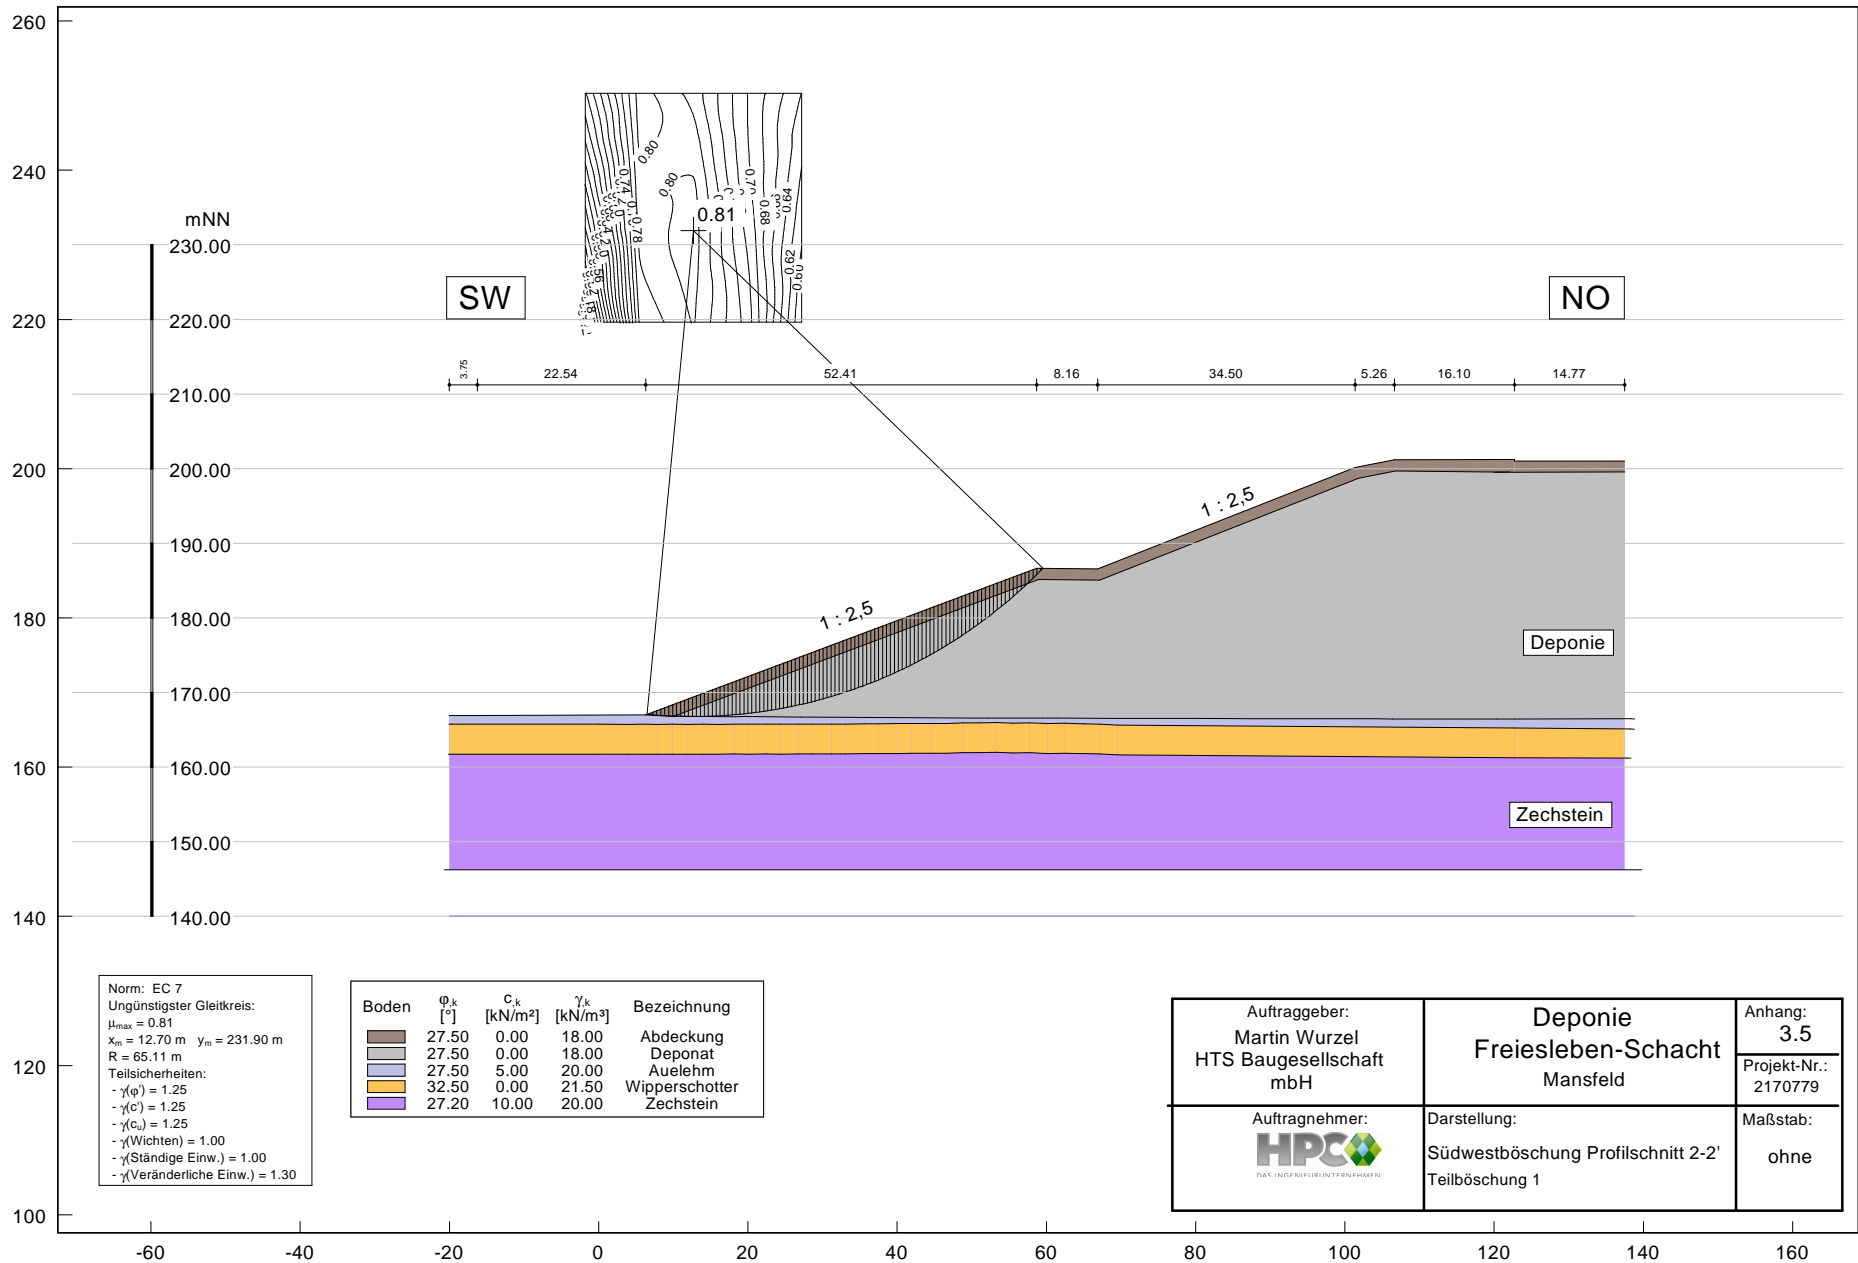 260
240
220
200
180
160
140
120
100
mNN
230.00
220.00
210.00
200.00
190.00
180.00
170.00
160.00
150.00
140.00
SW
NO
0.80
0.80
0.74
0.78
0.81
0.70
0.68
0.64
0.62
0.60
3.75
22.54
52.41
8.16
34.50
5.26
16.10
14.77
1 : 2,5
1 : 2,5
Deponie
Zechstein
Norm: EC 7
Ungünstigster Gleitkreis:
μmax = 0.81
xm = 12.70 m ym = 231.90 m
R = 65.11 m
Teilsicherheiten:
- γ(φ') = 1.25
- γ(c') = 1.25
- γ(cu) = 1.25
- γ(Wichten) = 1.00
- γ(Ständige Einw.) = 1.00
- γ(Veränderliche Einw.) = 1.30
Boden φ,k [°] c,k [kN/m²] γ,k [kN/m³] Bezeichnung
27.50 0.00 18.00 Abdeckung
27.50 0.00 18.00 Deponat
27.50 5.00 20.00 Auelehm
32.50 0.00 21.50 Wipperschotter
27.20 10.00 20.00 Zechstein
Auftraggeber:
Martin Wurzel
HTS Baugesellschaft
mbH
Deponie
Freiesleben-Schacht
Mansfeld
Anhang:
3.5
Projekt-Nr.:
2170779
Auftragnehmer:
HPC
DAS INGENIEURUNTERNEHMEN
Darstellung:
Südwestböschung Profilschnitt 2-2'
Teilböschung 1
Maßstab:
ohne
-60 -40 -20 0 20 40 60 80 100 120 140 160